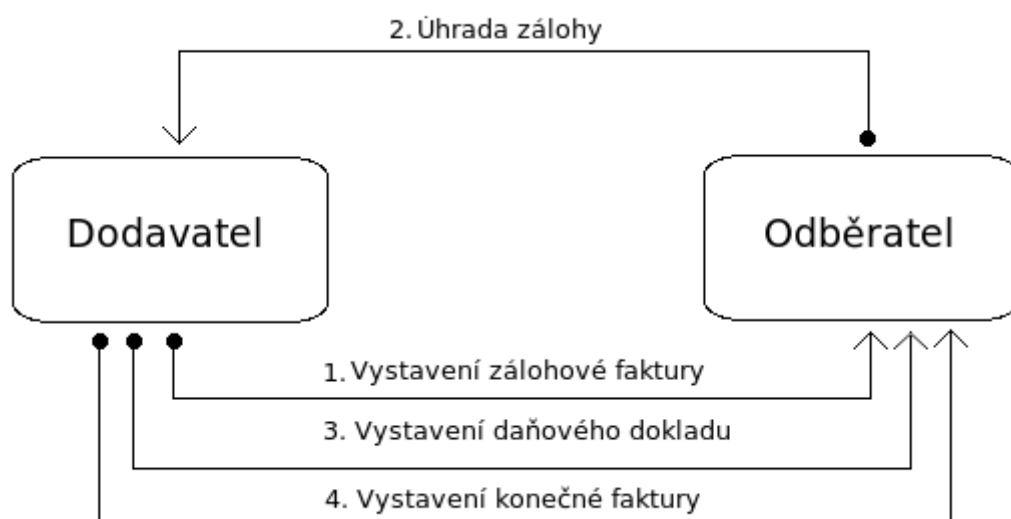 2. Úhrada zálohy
Dodavatel
Odběratel
1. Vystavení zálohové faktury
3. Vystavení daňového dokladu
4. Vystavení konečné faktury